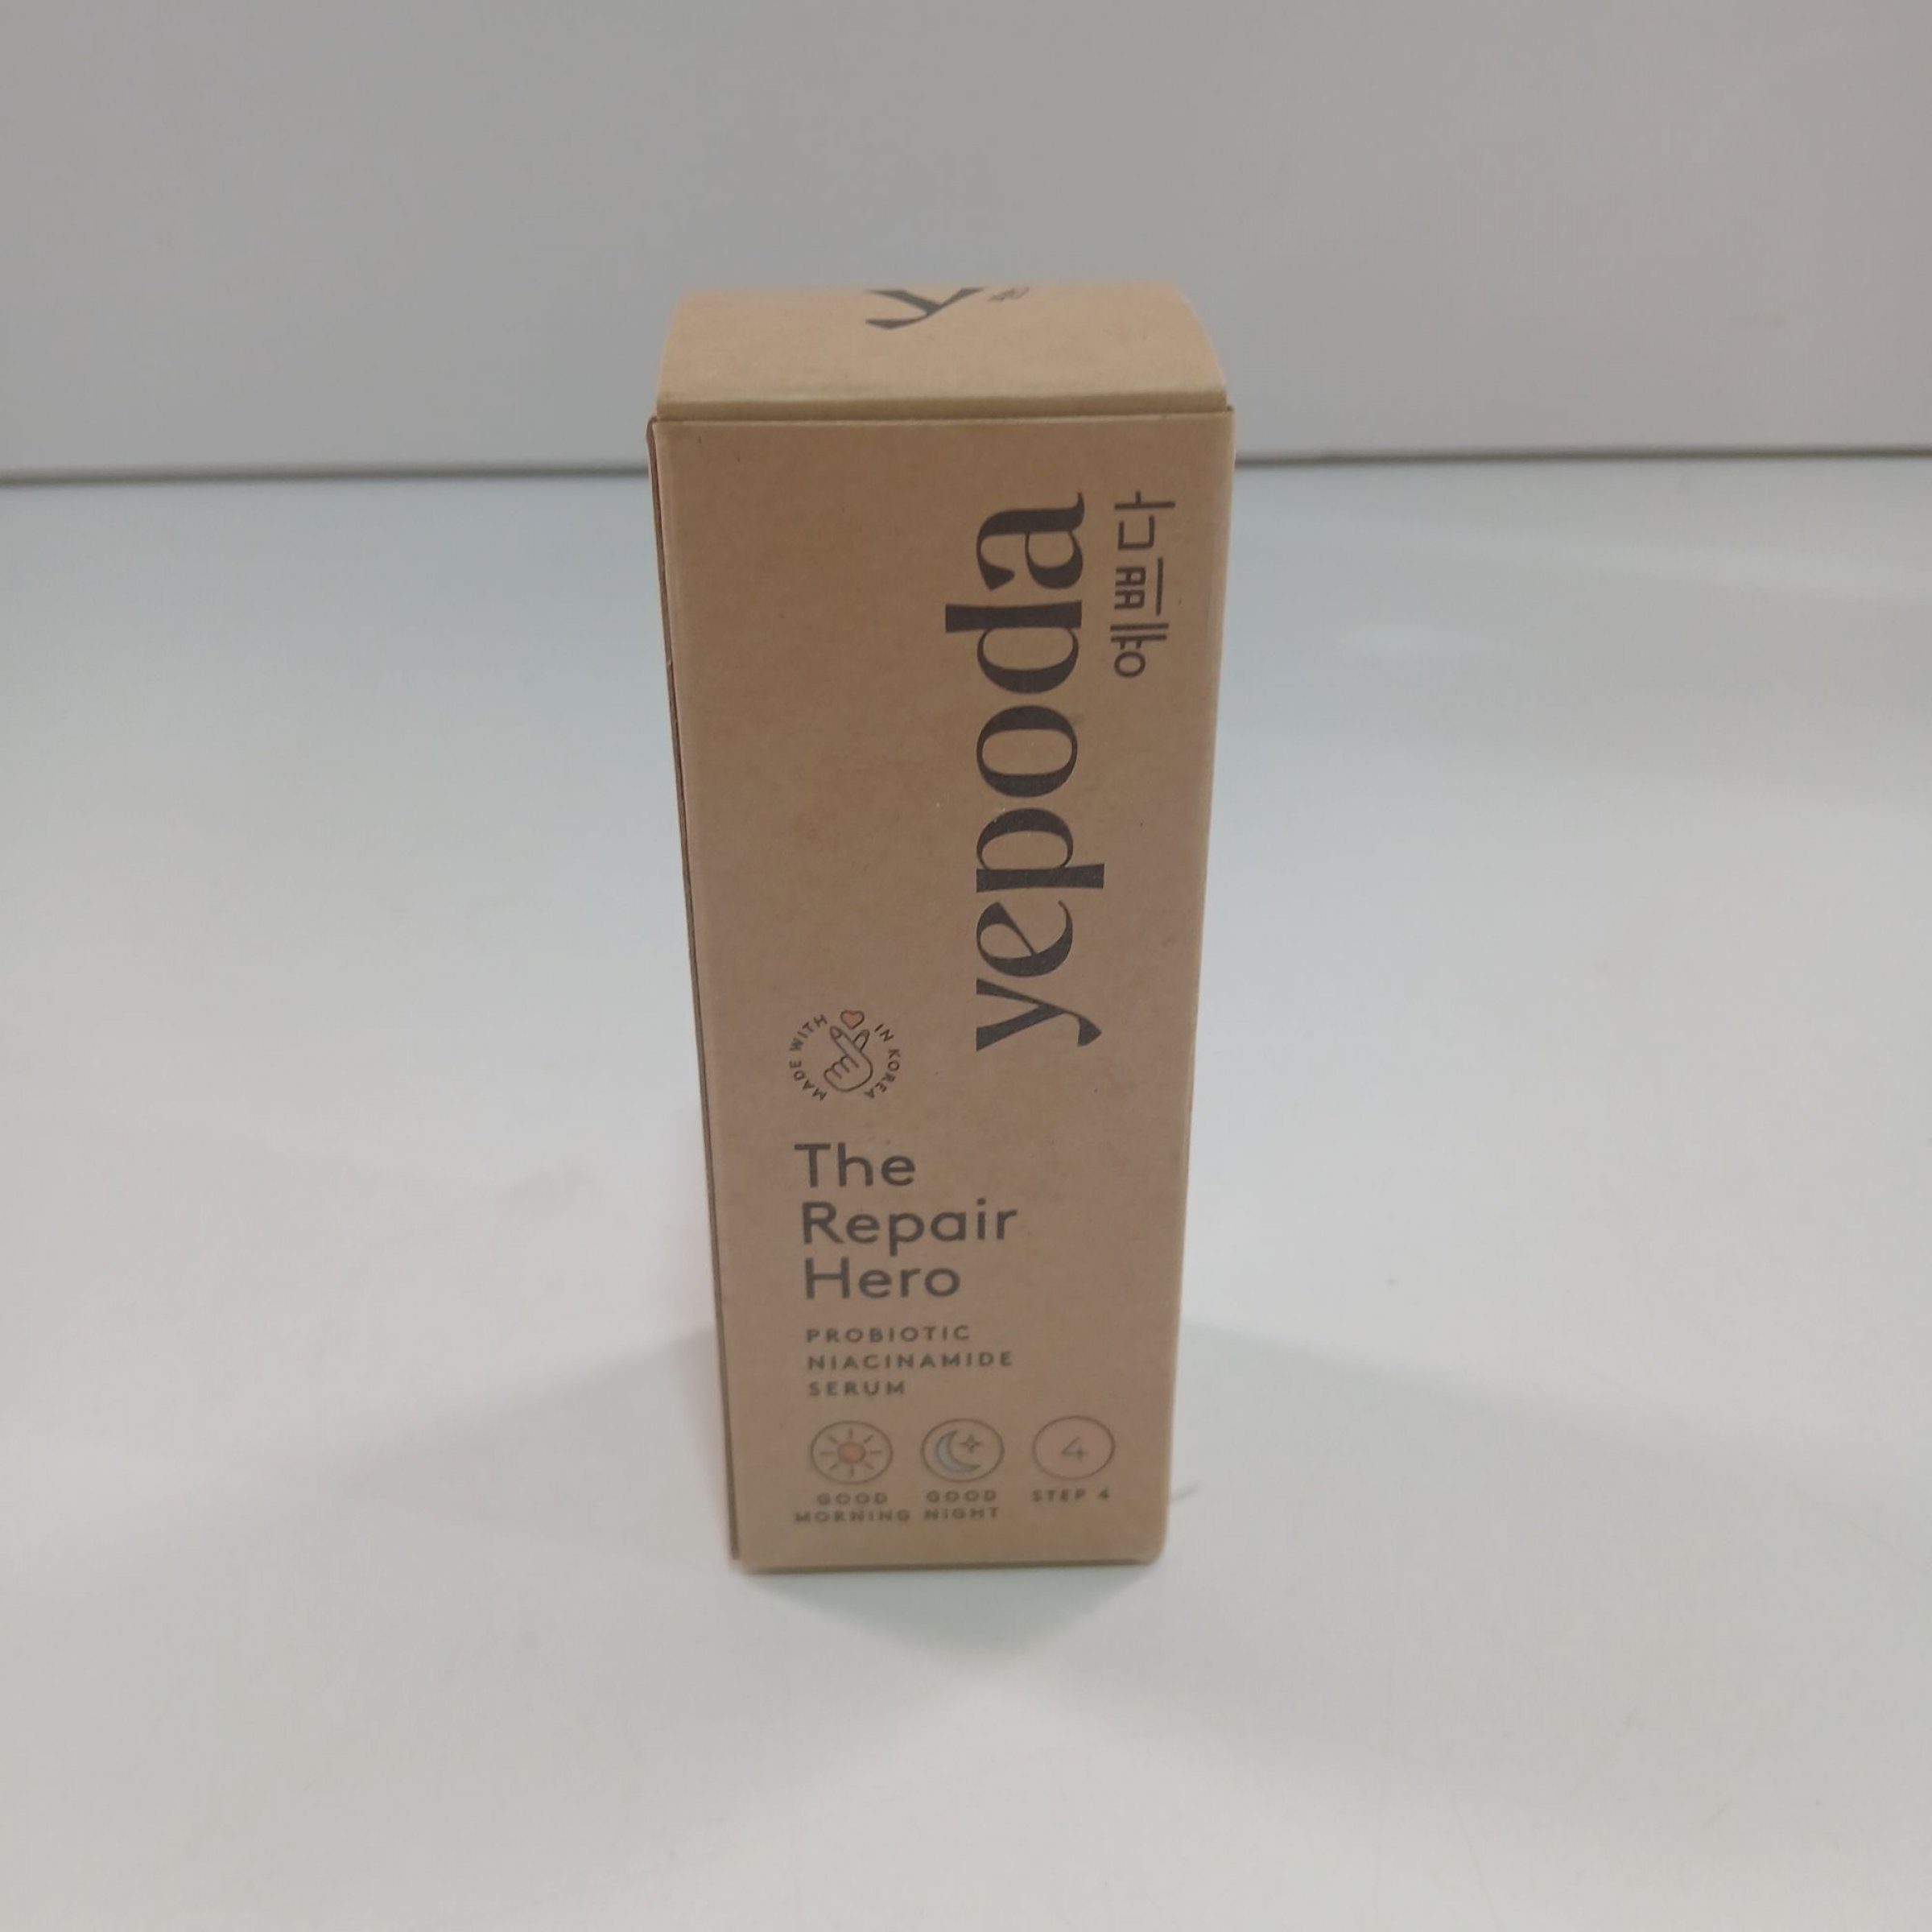 yepoda
예쁘다
MADE WITH IN KOREA
The
Repair
Hero
PROBIOTIC
NIACINAMIDE
SERUM
4
GOOD
MORNING
GOOD
NIGHT
STEP 4